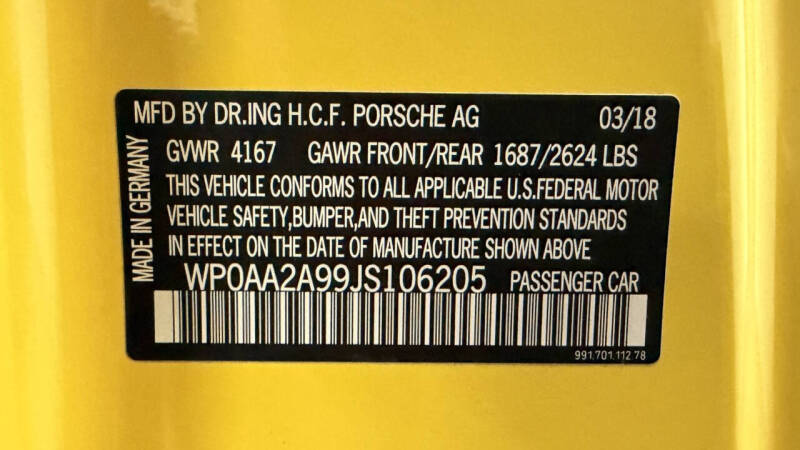 MFD BY DR.ING H.C.F. PORSCHE AG 03/18
GVWR 4167 GAWR FRONT/REAR 1687/2624 LBS
THIS VEHICLE CONFORMS TO ALL APPLICABLE U.S.FEDERAL MOTOR
VEHICLE SAFETY,BUMPER,AND THEFT PREVENTION STANDARDS
IN EFFECT ON THE DATE OF MANUFACTURE SHOWN ABOVE
WP0AA2A99JS106205 PASSENGER CAR
991.701.112.78
MADE IN GERMANY